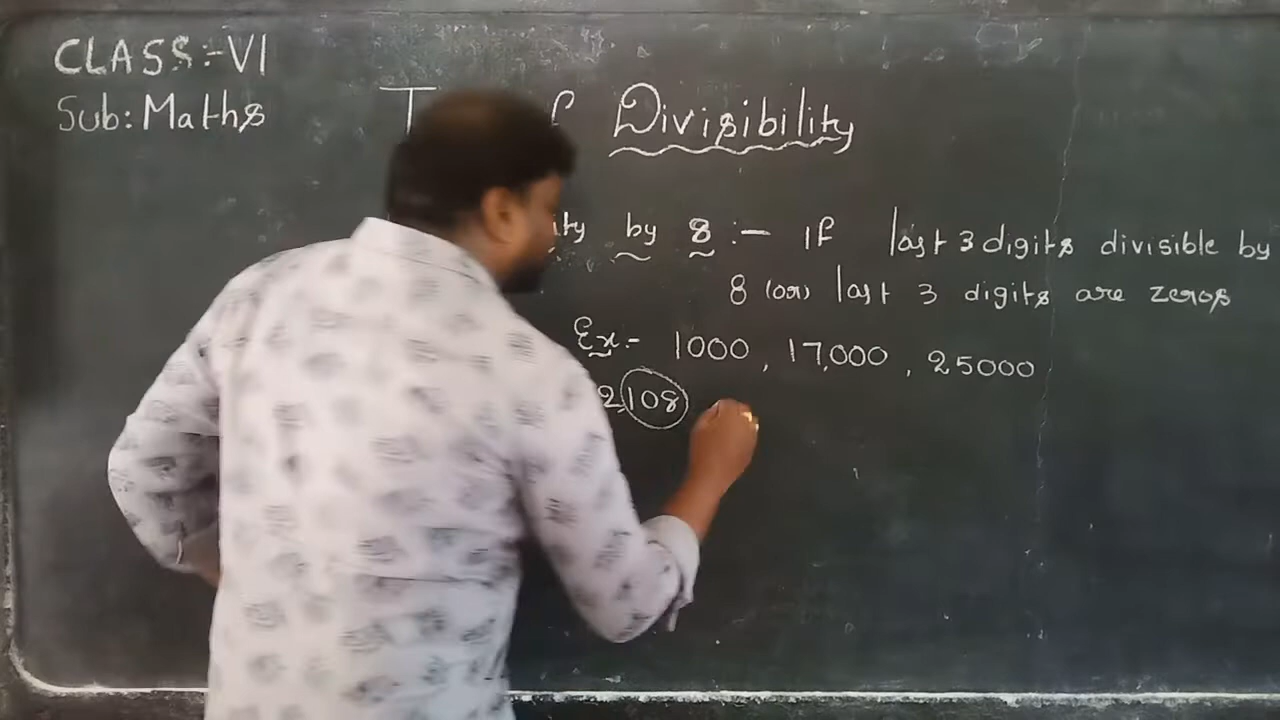 CLASS:-VI
Sub: Maths
Divisibility
by 8 :- if last 3 digits divisible by
8 (or) last 3 digits are zeros
Ex:- 1000, 17,000, 25000
2,108